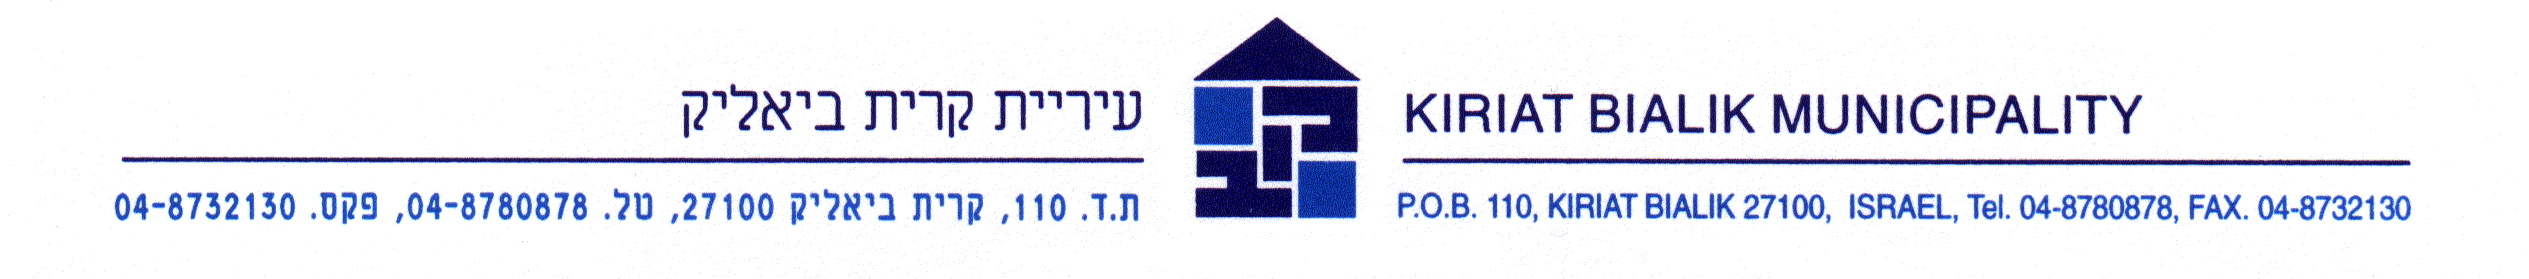 עיריית קרית ביאליק
ת.ד. 110, קרית ביאליק 27100, טל. 04-8780878, פקס. 04-8732130
KIRIAT BIALIK MUNICIPALITY
P.O.B. 110, KIRIAT BIALIK 27100, ISRAEL, Tel. 04-8780878, FAX. 04-8732130